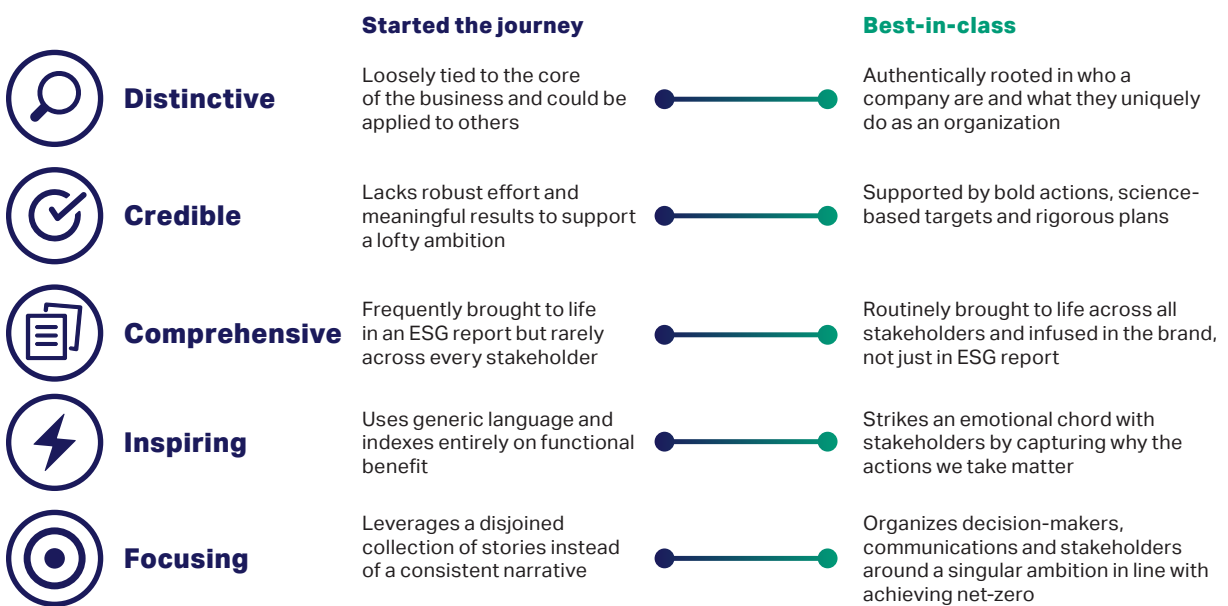 Started the journey
Best-in-class
Distinctive
Loosely tied to the core
of the business and could be
applied to others
Authentically rooted in who a
company are and what they uniquely
do as an organization
Credible
Lacks robust effort and
meaningful results to support
a lofty ambition
Supported by bold actions, science-
based targets and rigorous plans
Comprehensive
Frequently brought to life
in an ESG report but rarely
across every stakeholder
Routinely brought to life across all
stakeholders and infused in the brand,
not just in ESG report
Inspiring
Uses generic language and
indexes entirely on functional
benefit
Strikes an emotional chord with
stakeholders by capturing why the
actions we take matter
Focusing
Leverages a disjoined
collection of stories instead
of a consistent narrative
Organizes decision-makers,
communications and stakeholders
around a singular ambition in line with
achieving net-zero